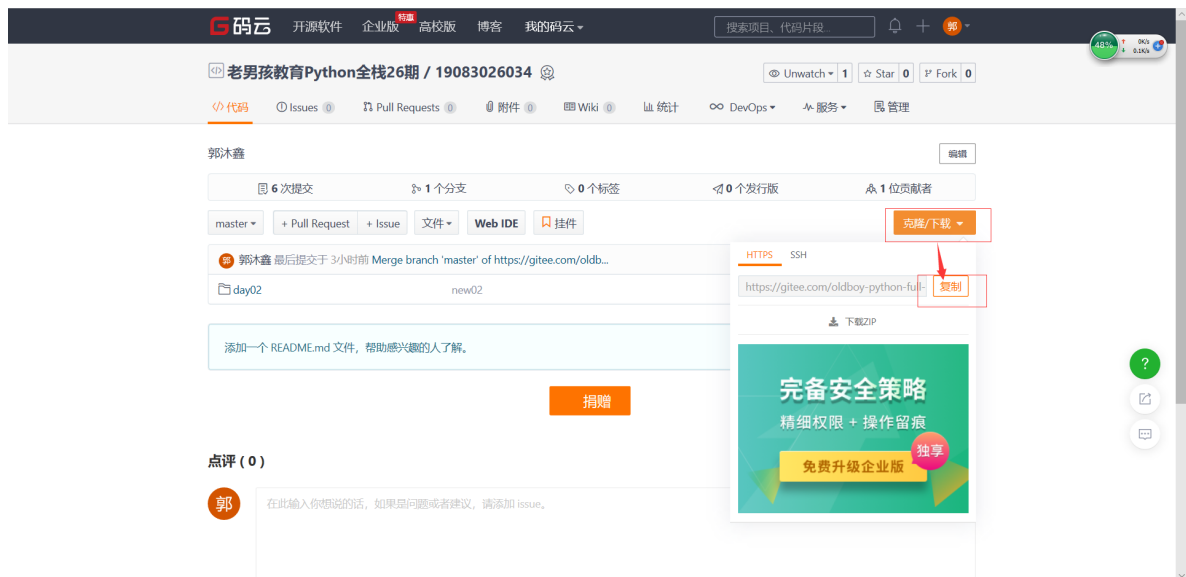 G码云 开源软件 企业版 特惠 高校版 博客 我的码云 搜索项目、代码片段... 郭
48% 0K/s
0.1K/s
老男孩教育Python全栈26期 / 19083026034 Unwatch 1 Star 0 Fork 0
代码 Issues 0 Pull Requests 0 附件 0 Wiki 0 统计 DevOps 服务 管理
郭沐鑫 编辑
6 次提交 1 个分支 0 个标签 0 个发行版 1 位贡献者
master + Pull Request + Issue 文件 Web IDE 挂件 克隆/下载
郭 郭沐鑫 最后提交于 3小时前 Merge branch 'master' of https://gitee.com/oldb...
day02 new02
HTTPS SSH
https://gitee.com/oldboy-python-full- 复制
下载ZIP
添加一个 README.md 文件，帮助感兴趣的人了解。
捐赠
完备安全策略
精细权限 + 操作留痕
独享
免费升级企业版
?
点评 ( 0 )
郭 在此输入你想说的话，如果是问题或者建议，请添加 issue。